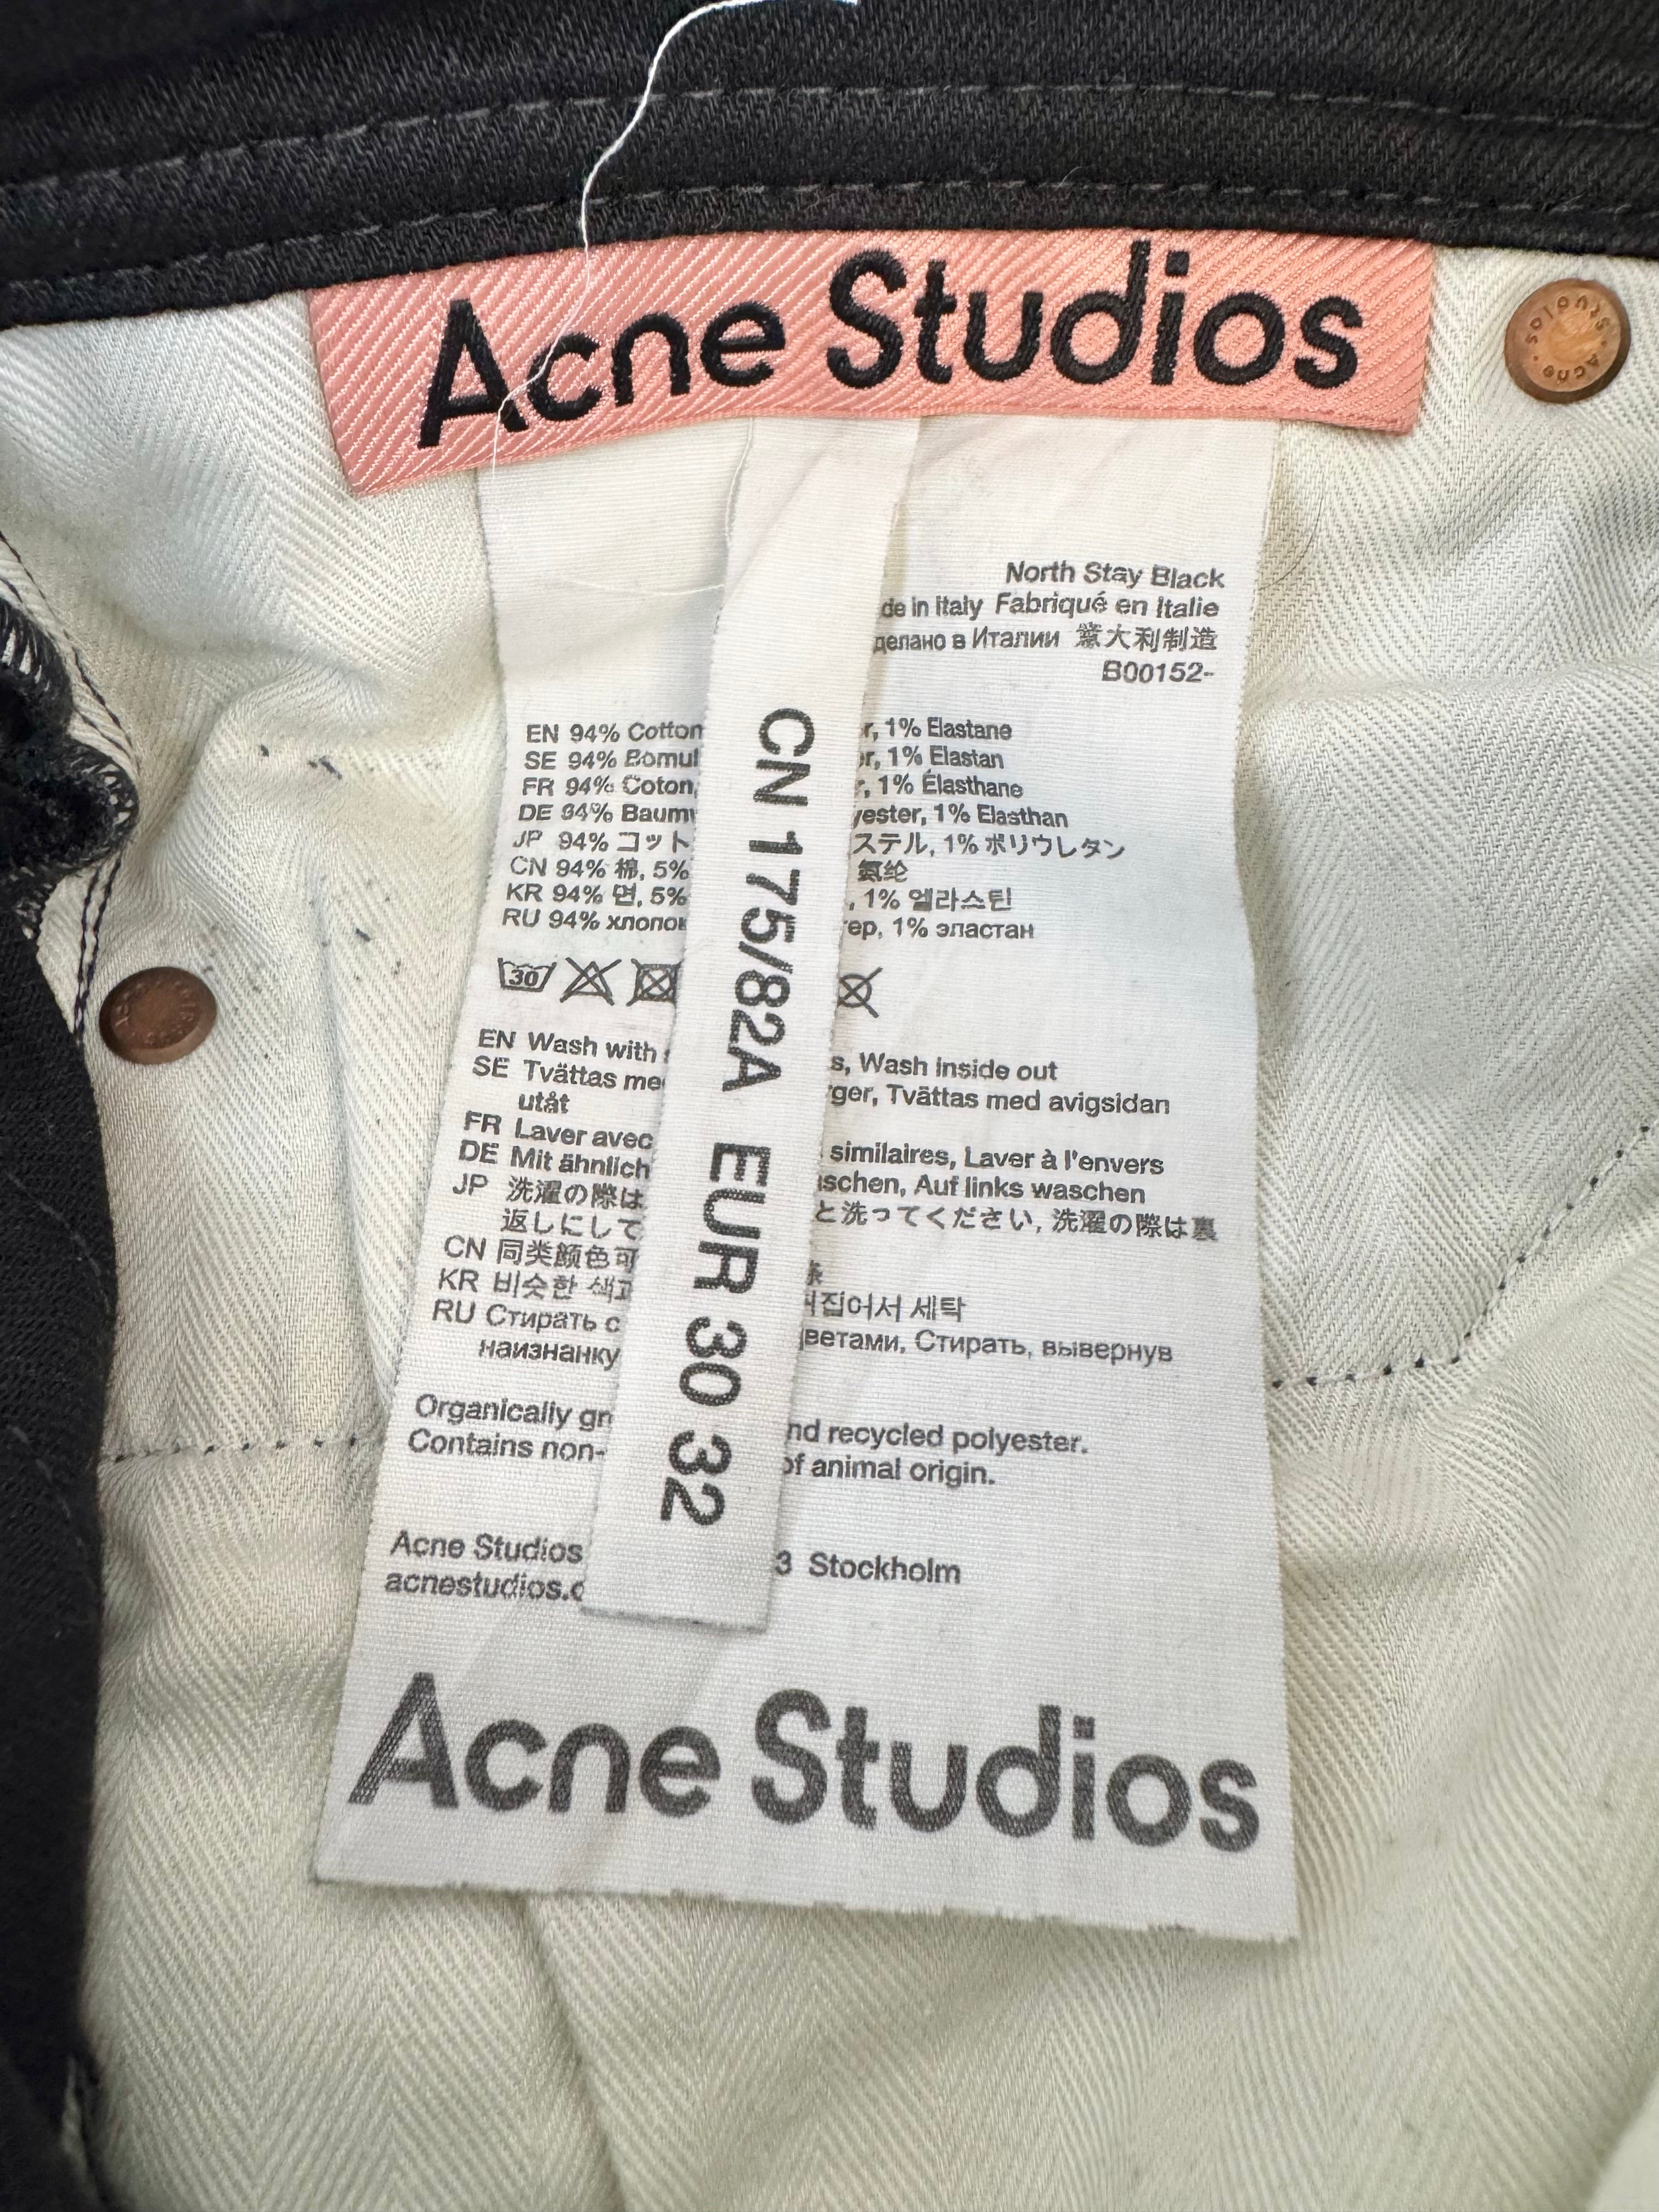 Acne Studios
Acne Studios
North Stay Black
de in Italy Fabriqué en Italie
делано в Италии 意大利制造
B00152-
EN 94% Cotton r, 1% Elastane
SE 94% Bomul er, 1% Elastan
FR 94% Coton, r, 1% Élasthane
DE 94% Baumw yester, 1% Elasthan
JP 94% コット ステル, 1% ポリウレタン
CN 94% 棉, 5% 氨纶
KR 94% 면, 5% , 1% 엘라스틴
RU 94% хлопок тер, 1% эластан
30
EN Wash with s, Wash inside out
SE Tvättas me rger, Tvättas med avigsidan
utåt
FR Laver avec similaires, Laver à l'envers
DE Mit ähnlich schen, Auf links waschen
JP 洗濯の際は と洗ってください, 洗濯の際は裏
返しにして
CN 同类颜色可
KR 비슷한 색고 뒤집어서 세탁
RU Стирать с цветами, Стирать, вывернув
наизнанку
Organically gr nd recycled polyester.
Contains non- of animal origin.
Acne Studios 3 Stockholm
acnestudios.c
Acne Studios
CN 175/82A EUR 30 32